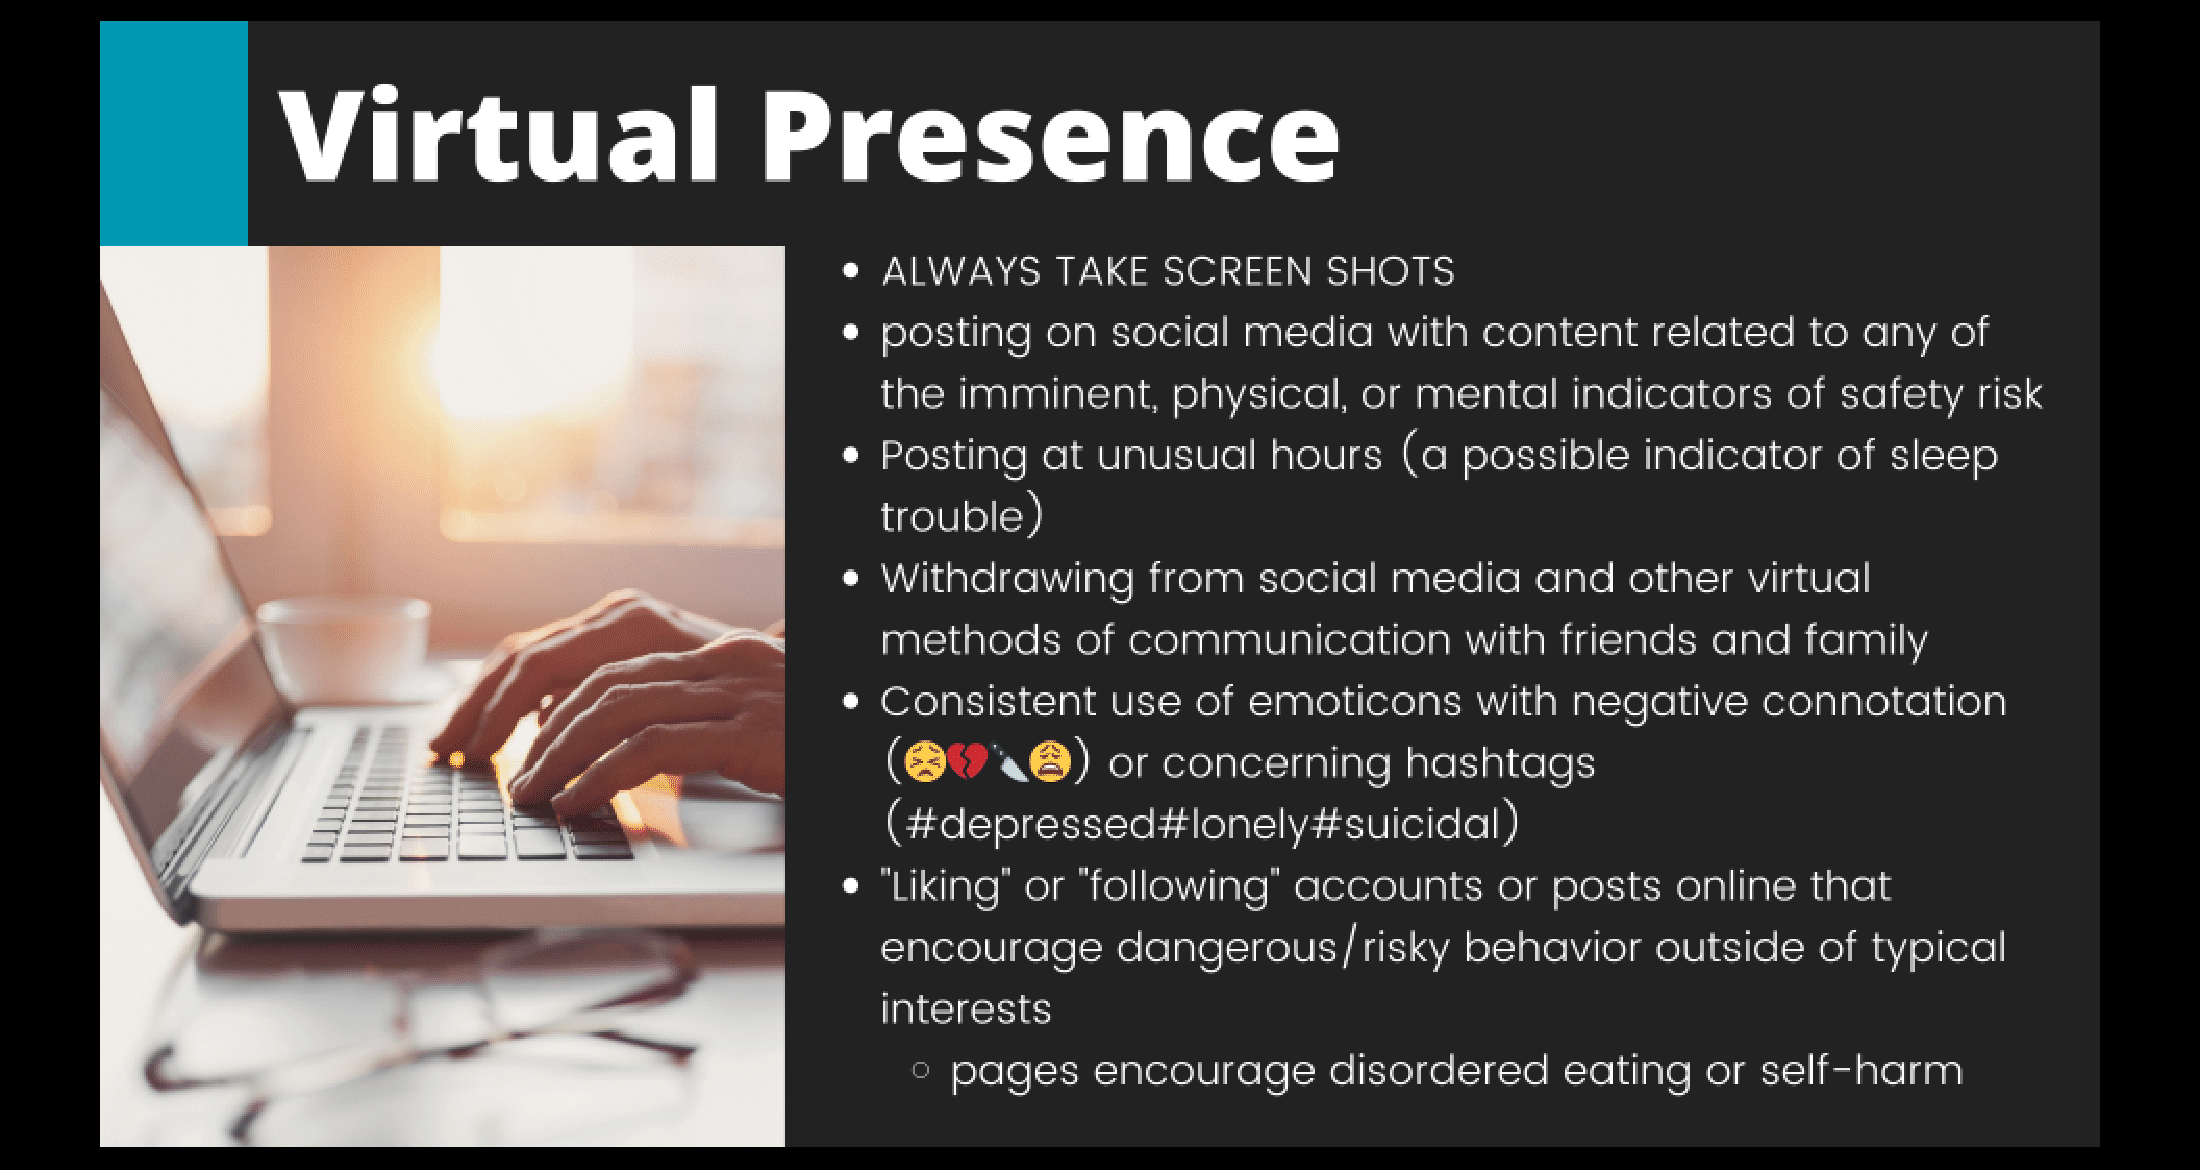 Virtual Presence
• ALWAYS TAKE SCREEN SHOTS
• posting on social media with content related to any of
the imminent, physical, or mental indicators of safety risk
• Posting at unusual hours (a possible indicator of sleep
trouble)
• Withdrawing from social media and other virtual
methods of communication with friends and family
• Consistent use of emoticons with negative connotation
(😣💔🔪😩) or concerning hashtags
(#depressed#lonely#suicidal)
• "Liking" or "following" accounts or posts online that
encourage dangerous/risky behavior outside of typical
interests
○ pages encourage disordered eating or self-harm